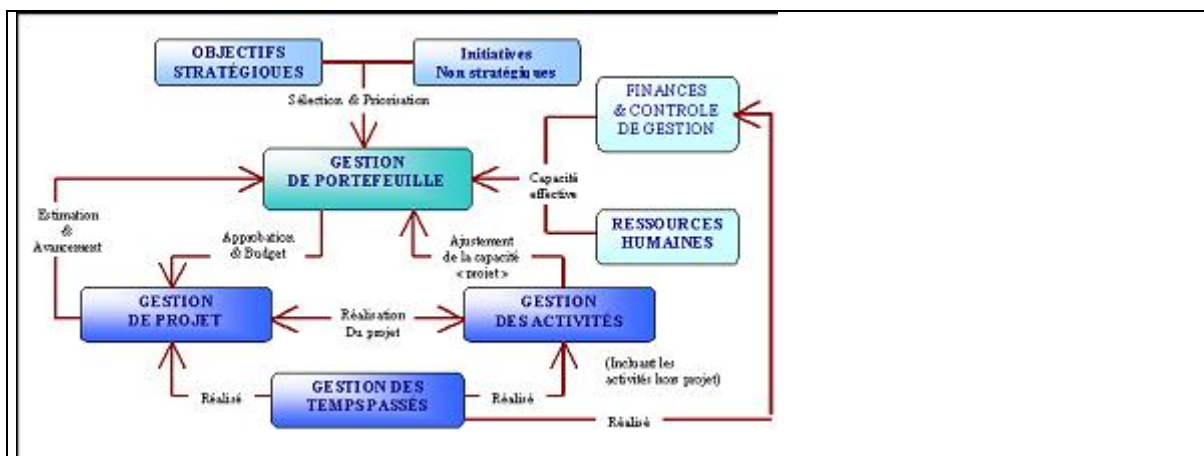 OBJECTIFS
STRATÉGIQUES
Initiatives
Non stratégiques
Sélection & Priorisation
FINANCES
& CONTROLE
DE GESTION
GESTION
DE PORTEFEUILLE
Capacité
effective
Estimation
&
Avancement
RESSOURCES
HUMAINES
Approbation
& Budget
Ajustement
de la capacité
« projet »
GESTION
DE PROJET
Réalisation
Du projet
GESTION
DES ACTIVITÉS
(Incluant les
activités hors projet)
Réalisé
GESTION DES
TEMPS PASSÉS
Réalisé
Réalisé